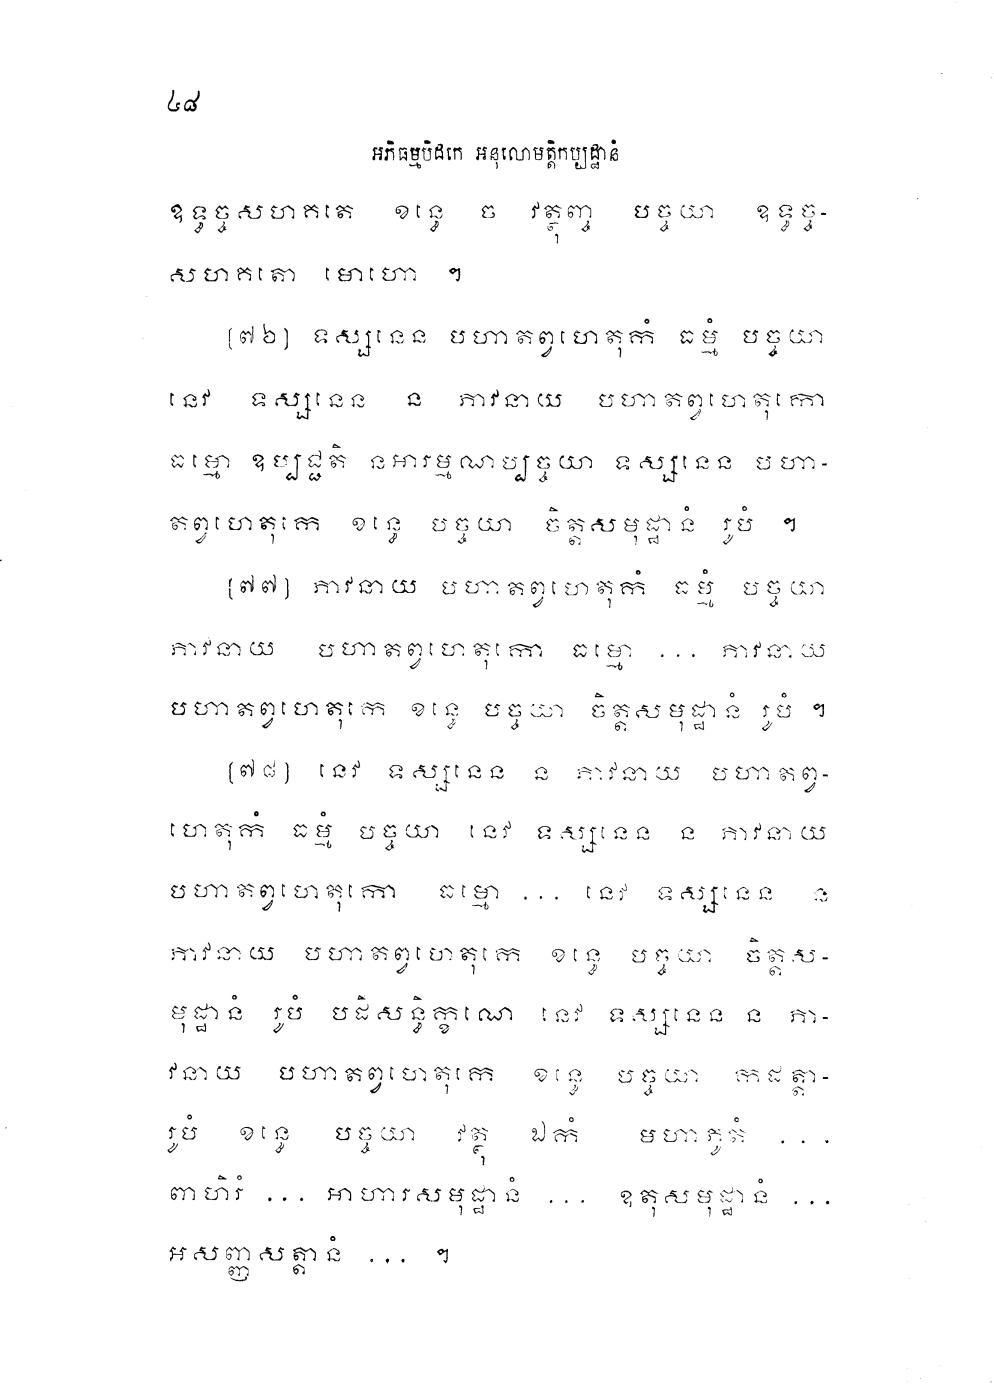 ៤៨
អភិធម្មបិដកេ អនុលោមត្តិកប្បដ្ឋានំ
ឧទ្ធច្ចសហគតេ ខន្ធេ ច វត្ថុញ្ច បច្ចយា ឧទ្ធច្ច-
សហគតោ មោហោ ។
[៧៦] ទស្សនេន បហាតព្វហេតុកំ ធម្មំ បច្ចយា
នេវ ទស្សនេន ន ភាវនាយ បហាតព្វហេតុកោ
ធម្មោ ឧប្បជ្ជតិ នអារម្មណប្បច្ចយា ទស្សនេន បហា-
តព្វហេតុកេ ខន្ធេ បច្ចយា ចិត្តសមុដ្ឋានំ រូបំ ។
[៧៧] ភាវនាយ បហាតព្វហេតុកំ ធម្មំ បច្ចយា
ភាវនាយ បហាតព្វហេតុកោ ធម្មោ ... ភាវនាយ
បហាតព្វហេតុកេ ខន្ធេ បច្ចយា ចិត្តសមុដ្ឋានំ រូបំ ។
[៧៨] នេវ ទស្សនេន ន ភាវនាយ បហាតព្វ-
ហេតុកំ ធម្មំ បច្ចយា នេវ ទស្សនេន ន ភាវនាយ
បហាតព្វហេតុកោ ធម្មោ ... នេវ ទស្សនេន ន
ភាវនាយ បហាតព្វហេតុកេ ខន្ធេ បច្ចយា ចិត្តស-
មុដ្ឋានំ រូបំ បដិសន្ធិក្ខណេ នេវ ទស្សនេន ន ភា-
វនាយ បហាតព្វហេតុកេ ខន្ធេ បច្ចយា កដត្តា-
រូបំ ខន្ធេ បច្ចយា វត្ថុ ឯកំ មហាភូតំ ...
ពាហិរំ ... អាហារសមុដ្ឋានំ ... ឧតុសមុដ្ឋានំ ...
អសញ្ញសត្តានំ ... ។